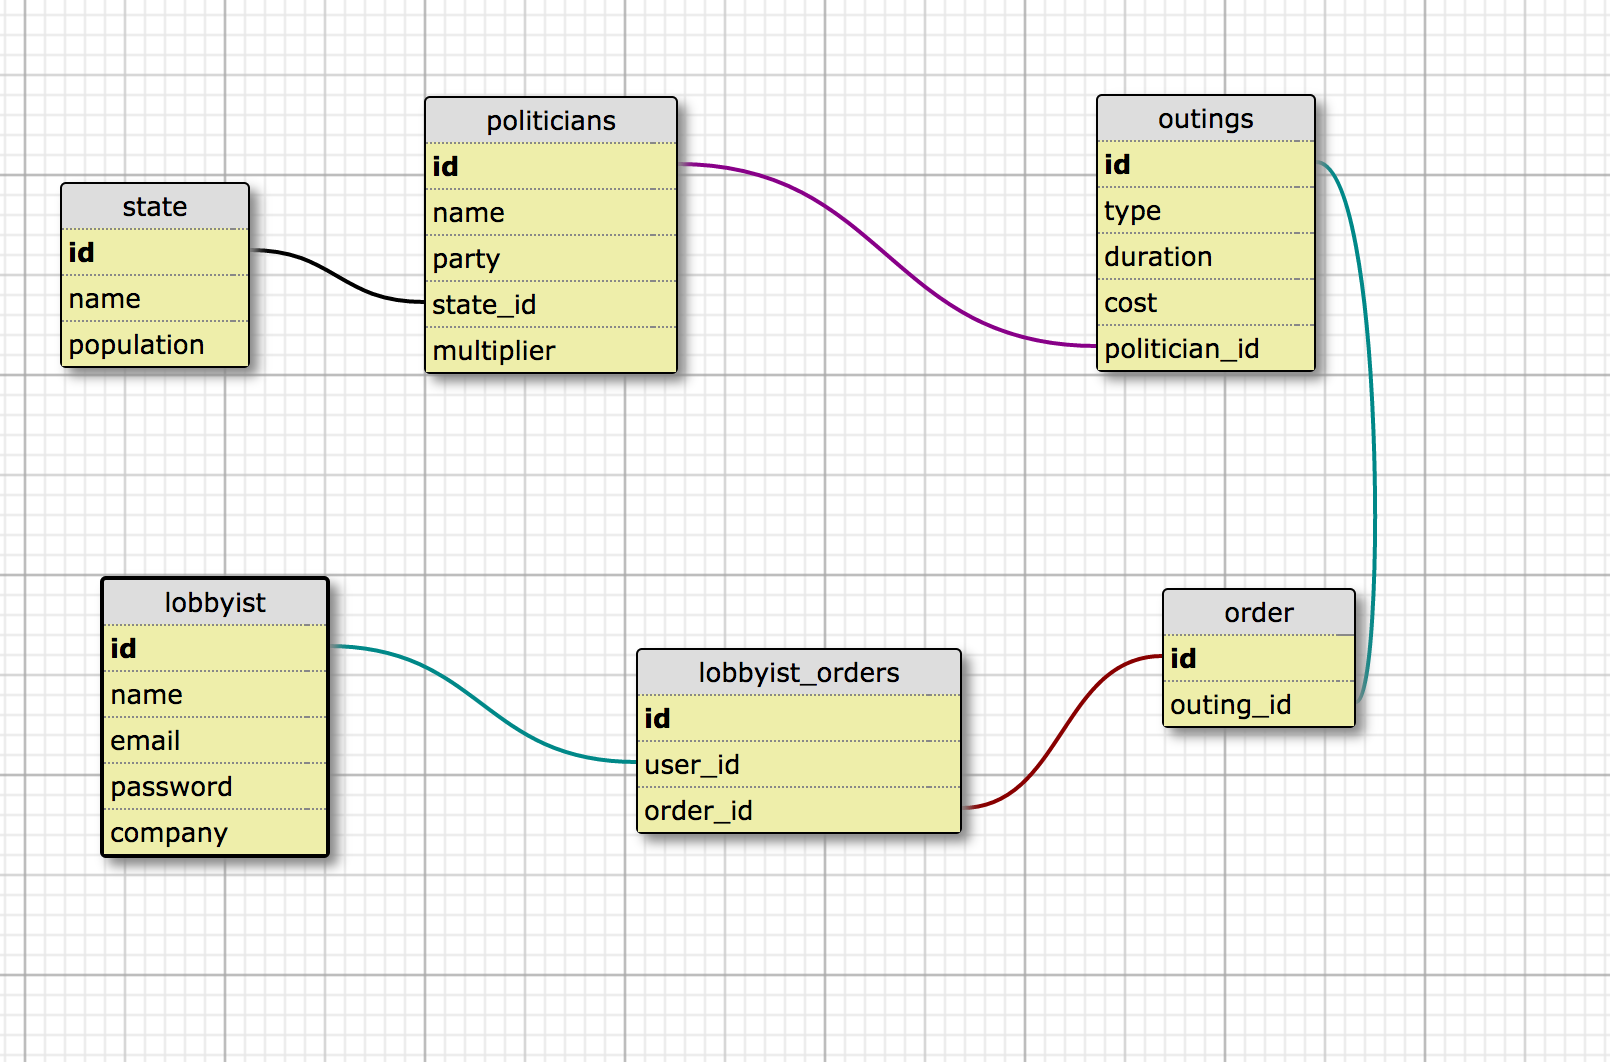 state
id
name
population
politicians
id
name
party
state_id
multiplier
outings
id
type
duration
cost
politician_id
lobbyist
id
name
email
password
company
lobbyist_orders
id
user_id
order_id
order
id
outing_id